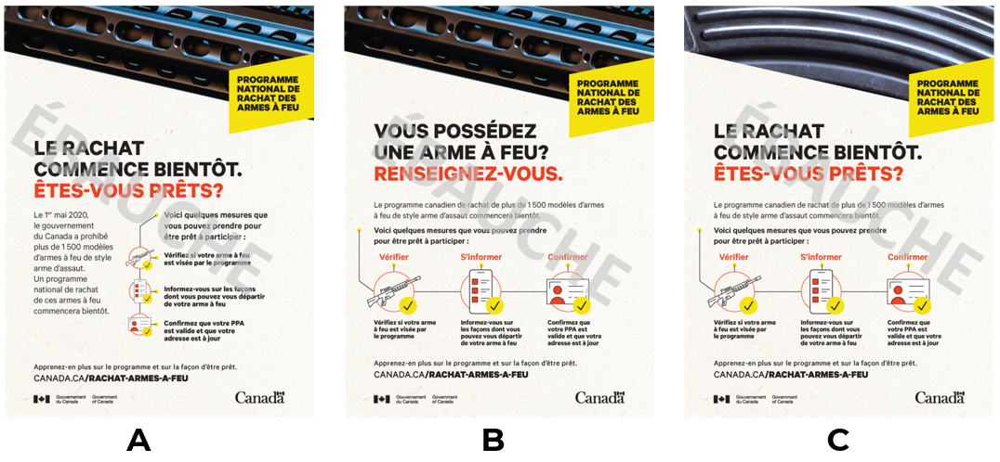 PROGRAMME
NATIONAL DE
RACHAT DES
ARMES À FEU
LE RACHAT
COMMENCE BIENTÔT.
ÊTES-VOUS PRÊTS?
Le 1er mai 2020,
le gouvernement
du Canada a prohibé
plus de 1 500 modèles
d'armes à feu de style
arme d'assaut.
Un programme
national de rachat
de ces armes à feu
commencera bientôt.
Voici quelques mesures que
vous pouvez prendre pour
être prêt à participer :
Vérifiez si votre arme à feu
est visée par le programme
Informez-vous sur les façons
dont vous pouvez vous départir
de votre arme à feu
Confirmez que votre PPA
est valide et que votre
adresse est à jour
Apprenez-en plus sur le programme et sur la façon d'être prêt.
CANADA.CA/RACHAT-ARMES-A-FEU
Gouvernement
du Canada
Government
of Canada
Canada
ÉBAUCHE
A
PROGRAMME
NATIONAL DE
RACHAT DES
ARMES À FEU
VOUS POSSÉDEZ
UNE ARME À FEU?
RENSEIGNEZ-VOUS.
Le programme canadien de rachat de plus de 1 500 modèles d'armes
à feu de style arme d'assaut commencera bientôt.
Voici quelques mesures que vous pouvez prendre
pour être prêt à participer :
Vérifier
S'informer
Confirmer
Vérifiez si votre arme
à feu est visée par
le programme
Informez-vous sur
les façons dont vous
pouvez vous départir
de votre arme à feu
Confirmez que
votre PPA est
valide et que votre
adresse est à jour
Apprenez-en plus sur le programme et sur la façon d'être prêt.
CANADA.CA/RACHAT-ARMES-A-FEU
Gouvernement
du Canada
Government
of Canada
Canada
ÉBAUCHE
B
PROGRAMME
NATIONAL DE
RACHAT DES
ARMES À FEU
LE RACHAT
COMMENCE BIENTÔT.
ÊTES-VOUS PRÊTS?
Le programme canadien de rachat de plus de 1 500 modèles d'armes
à feu de style arme d'assaut commencera bientôt.
Voici quelques mesures que vous pouvez prendre
pour être prêt à participer :
Vérifier
S'informer
Confirmer
Vérifiez si votre arme
à feu est visée par
le programme
Informez-vous sur
les façons dont vous
pouvez vous départir
de votre arme à feu
Confirmez que
votre PPA est
valide et que votre
adresse est à jour
Apprenez-en plus sur le programme et sur la façon d'être prêt.
CANADA.CA/RACHAT-ARMES-A-FEU
Gouvernement
du Canada
Government
of Canada
Canada
ÉBAUCHE
C